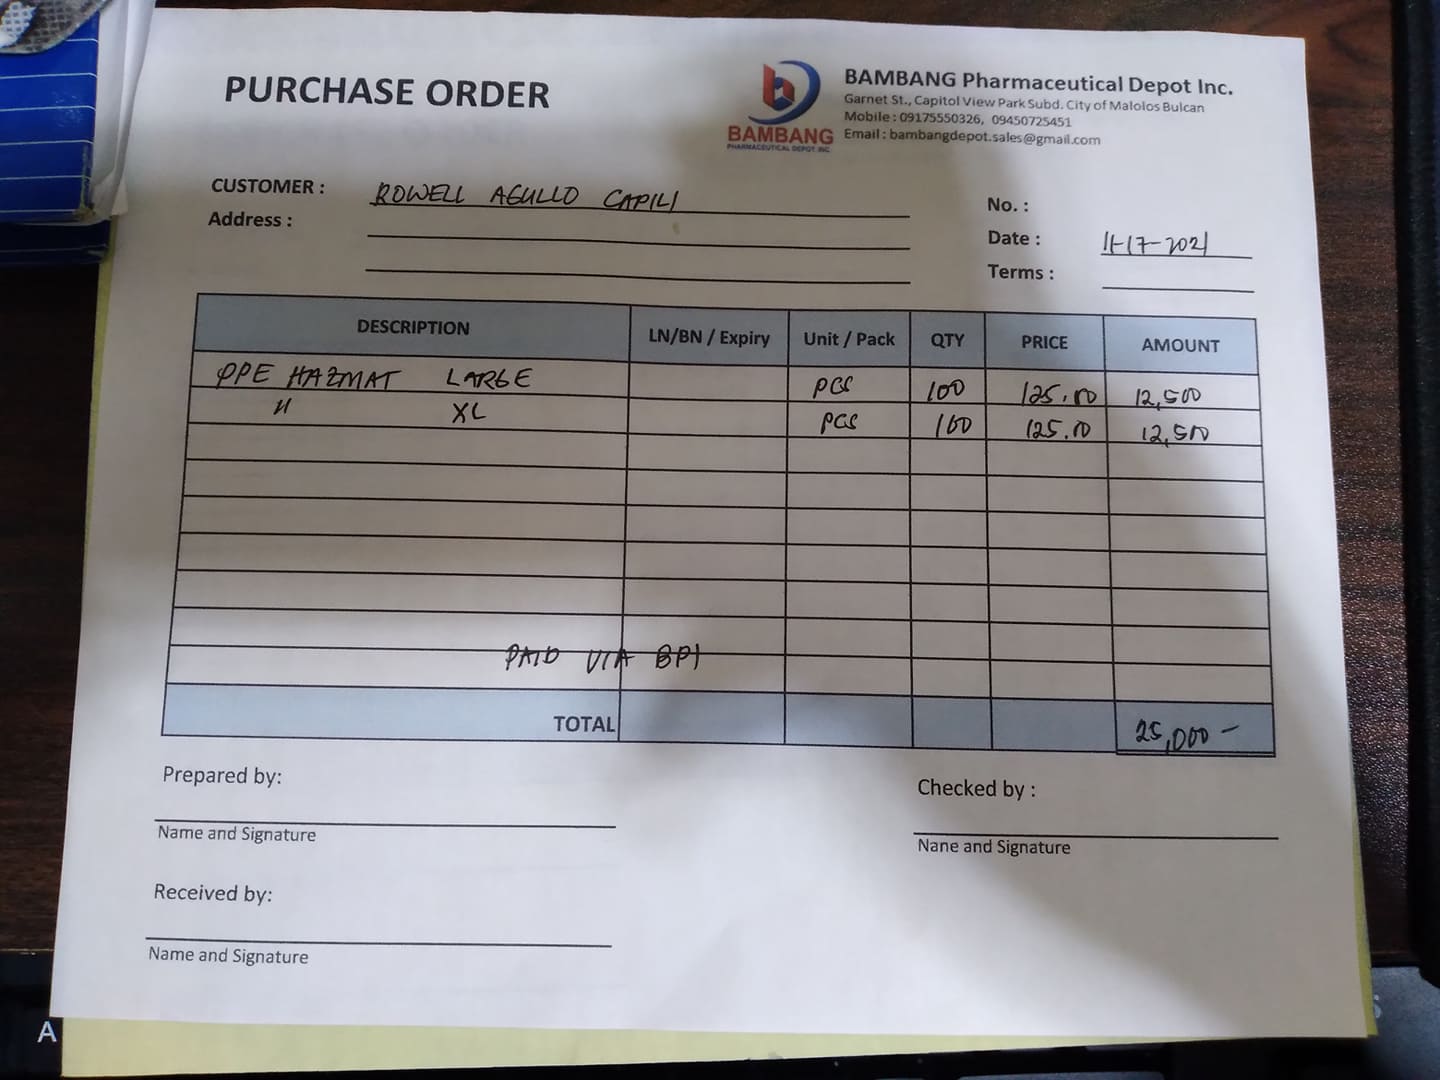 PURCHASE ORDER
BAMBANG
PHARMACEUTICAL DEPOT INC.
BAMBANG Pharmaceutical Depot Inc.
Garnet St., Capitol View Park Subd. City of Malolos Bulcan
Mobile : 09175550326, 09450725451
Email : bambangdepot.sales@gmail.com
CUSTOMER : ROWELL AGULLO CAPILI
Address :
No. :
Date : 11-17-2021
Terms :
DESCRIPTION LN/BN / Expiry Unit / Pack QTY PRICE AMOUNT
PPE HAZMAT LARGE PCS 100 125.00 12,500
" XL PCS 100 125.00 12,500
PAID VIA BPI
TOTAL 25,000 -
Prepared by:
Name and Signature
Checked by :
Nane and Signature
Received by:
Name and Signature
A